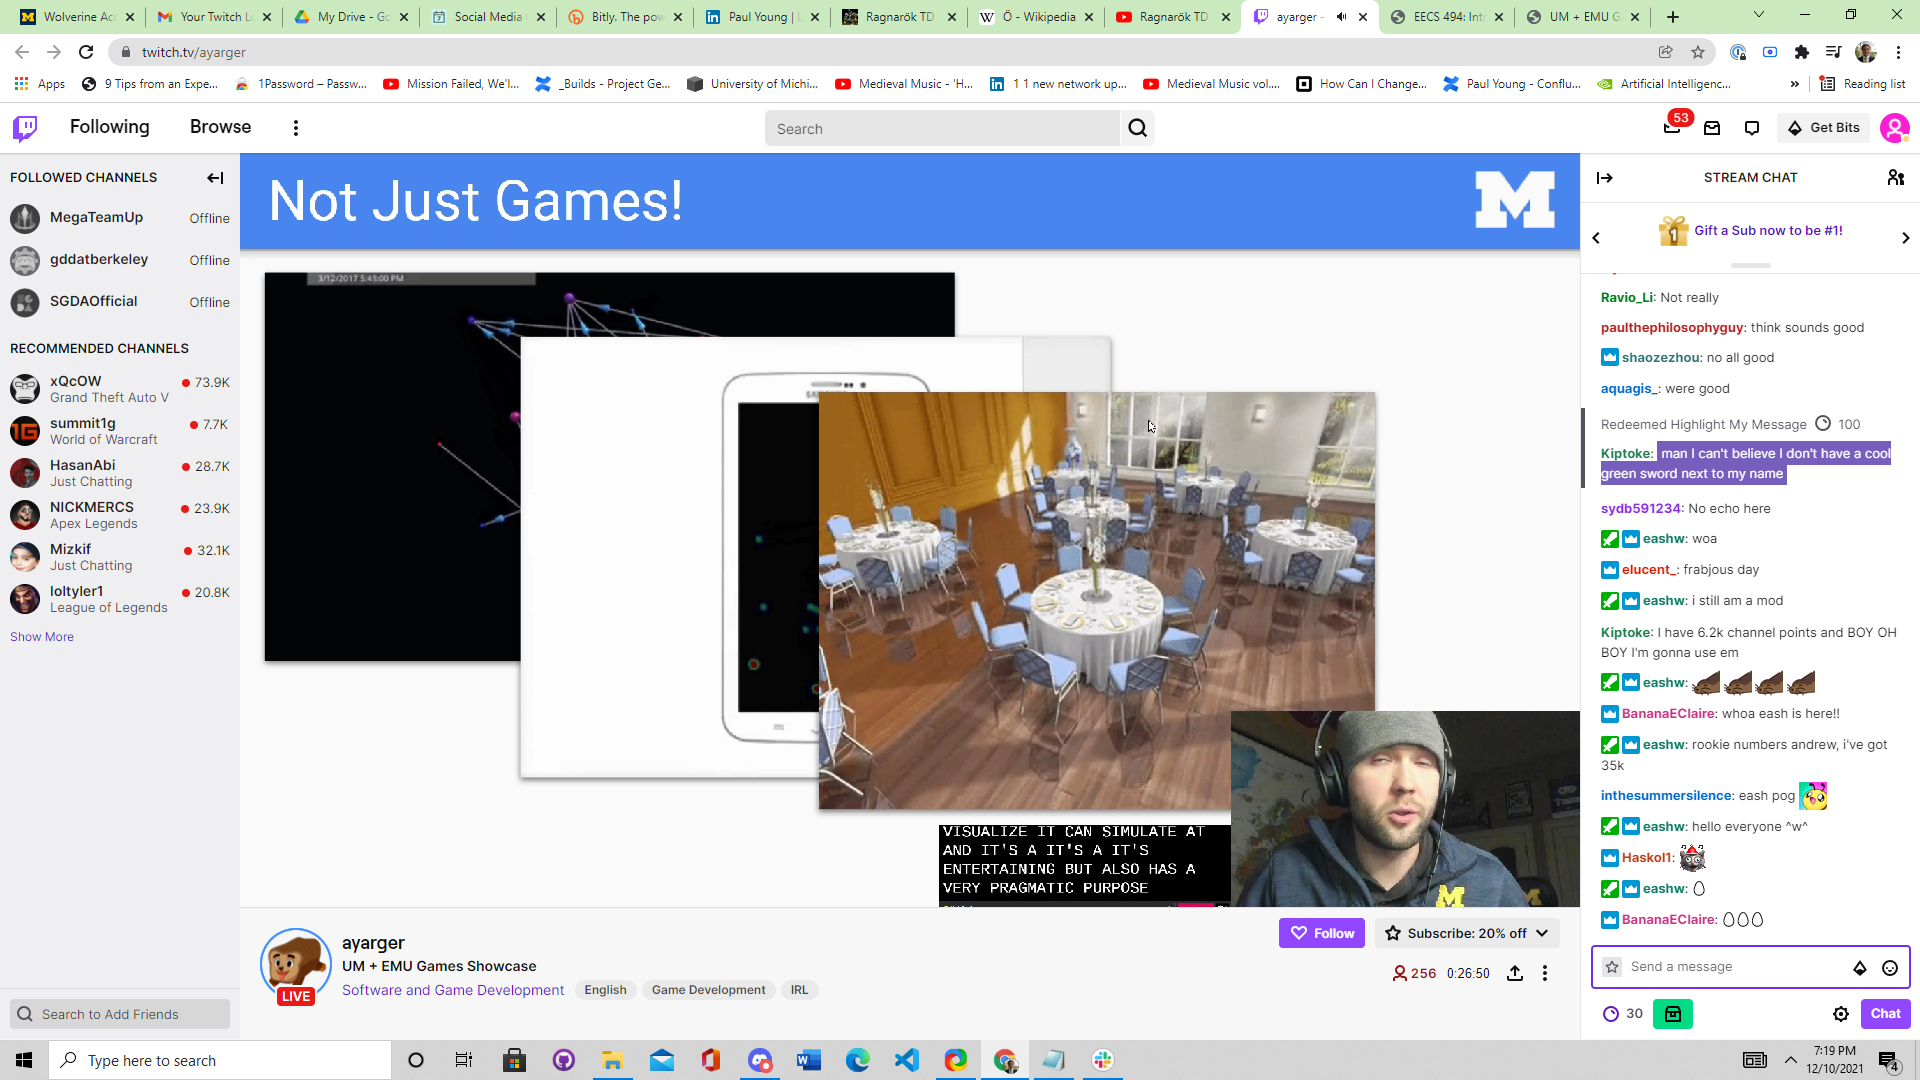 Wolverine Acc
Your Twitch Lo
My Drive - Go
Social Media
Bitly. The pow
Paul Young | L
Ragnarök TD
Ö - Wikipedia
Ragnarök TD
ayarger -
EECS 494: Int
UM + EMU G
twitch.tv/ayarger
Apps
9 Tips from an Expe...
1Password – Passw...
Mission Failed, We'l...
_Builds - Project Ge...
University of Michi...
Medieval Music - 'H...
1 1 new network up...
Medieval Music vol....
How Can I Change...
Paul Young - Conflu...
Artificial Intelligenc...
»
Reading list
Following
Browse
Search
53
Get Bits
FOLLOWED CHANNELS
MegaTeamUp Offline
gddatberkeley Offline
SGDAOfficial Offline
RECOMMENDED CHANNELS
xQcOW 73.9K
Grand Theft Auto V
summit1g 7.7K
World of Warcraft
HasanAbi 28.7K
Just Chatting
NICKMERCS 23.9K
Apex Legends
Mizkif 32.1K
Just Chatting
loltyler1 20.8K
League of Legends
Show More
Search to Add Friends
Not Just Games!
M
3/12/2017 5:45:00 PM
VISUALIZE IT CAN SIMULATE AT
AND IT'S A IT'S A IT'S
ENTERTAINING BUT ALSO HAS A
VERY PRAGMATIC PURPOSE
LIVE
ayarger
UM + EMU Games Showcase
Software and Game Development
English
Game Development
IRL
Follow
Subscribe: 20% off
256 0:26:50
STREAM CHAT
1
Gift a Sub now to be #1!
Ravio_Li: Not really
paulthephilosophyguy: think sounds good
shaozezhou: no all good
aquagis_: were good
Redeemed Highlight My Message 100
Kiptoke: man I can't believe I don't have a cool
green sword next to my name
sydb591234: No echo here
eashw: woa
elucent_: frabjous day
eashw: i still am a mod
Kiptoke: I have 6.2k channel points and BOY OH
BOY I'm gonna use em
eashw:
BananaEClaire: whoa eash is here!!
eashw: rookie numbers andrew, i've got
35k
inthesummersilence: eash pog
eashw: hello everyone ^w^
Haskol1:
eashw:
BananaEClaire:
Send a message
30
Chat
Type here to search
7:19 PM
12/10/2021
4